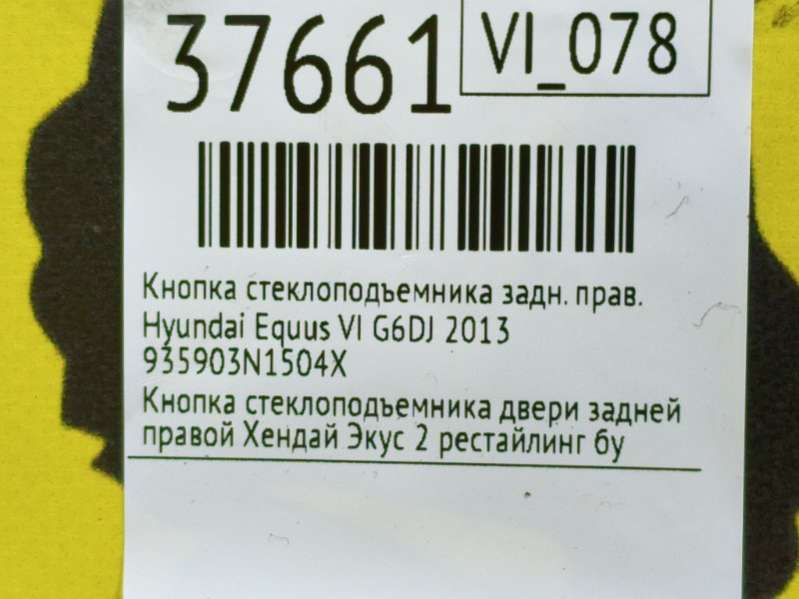 37661
VI_078
Кнопка стеклоподъемника задн. прав.
Hyundai Equus VI G6DJ 2013
935903N1504X
Кнопка стеклоподъемника двери задней
правой Хендай Экус 2 рестайлинг бу